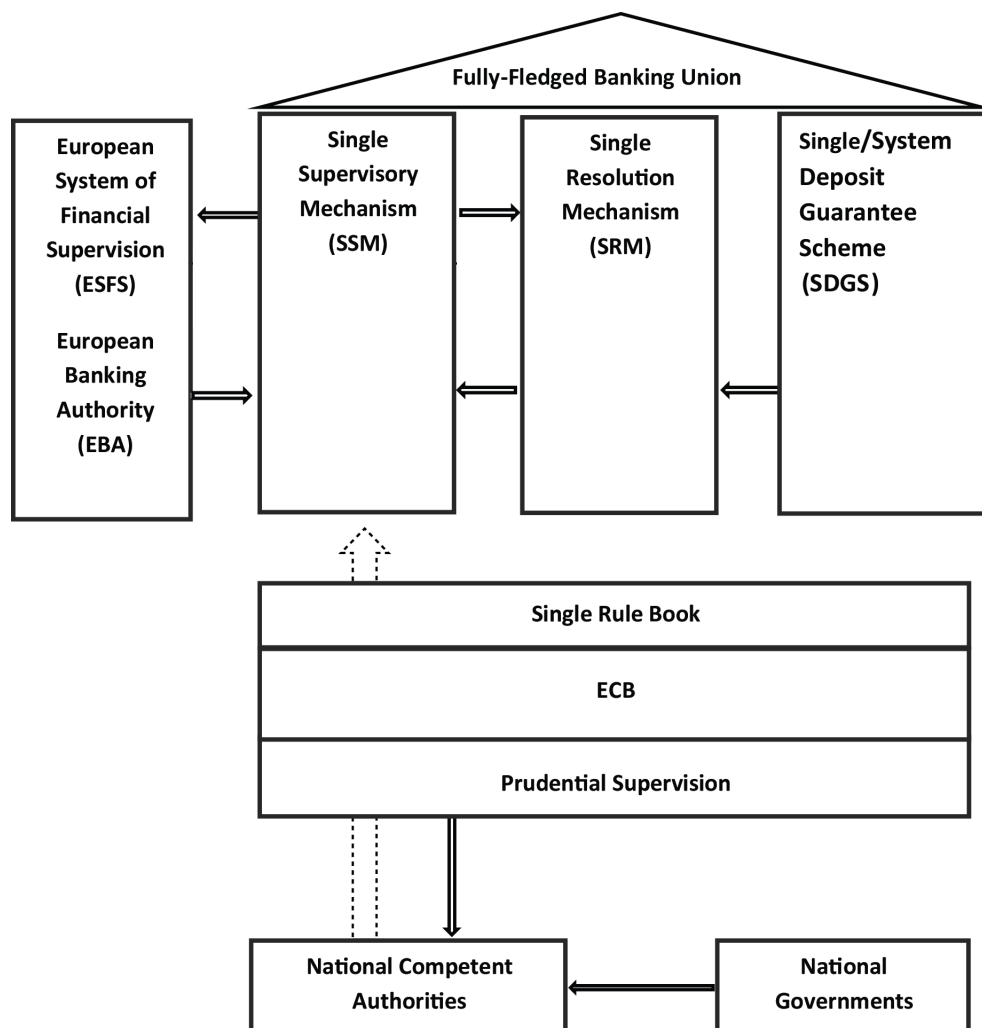 Fully-Fledged Banking Union
European
System of
Financial
Supervision
(ESFS)
European
Banking
Authority
(EBA)
Single
Supervisory
Mechanism
(SSM)
Single
Resolution
Mechanism
(SRM)
Single/System
Deposit
Guarantee
Scheme
(SDGS)
Single Rule Book
ECB
Prudential Supervision
National Competent
Authorities
National
Governments